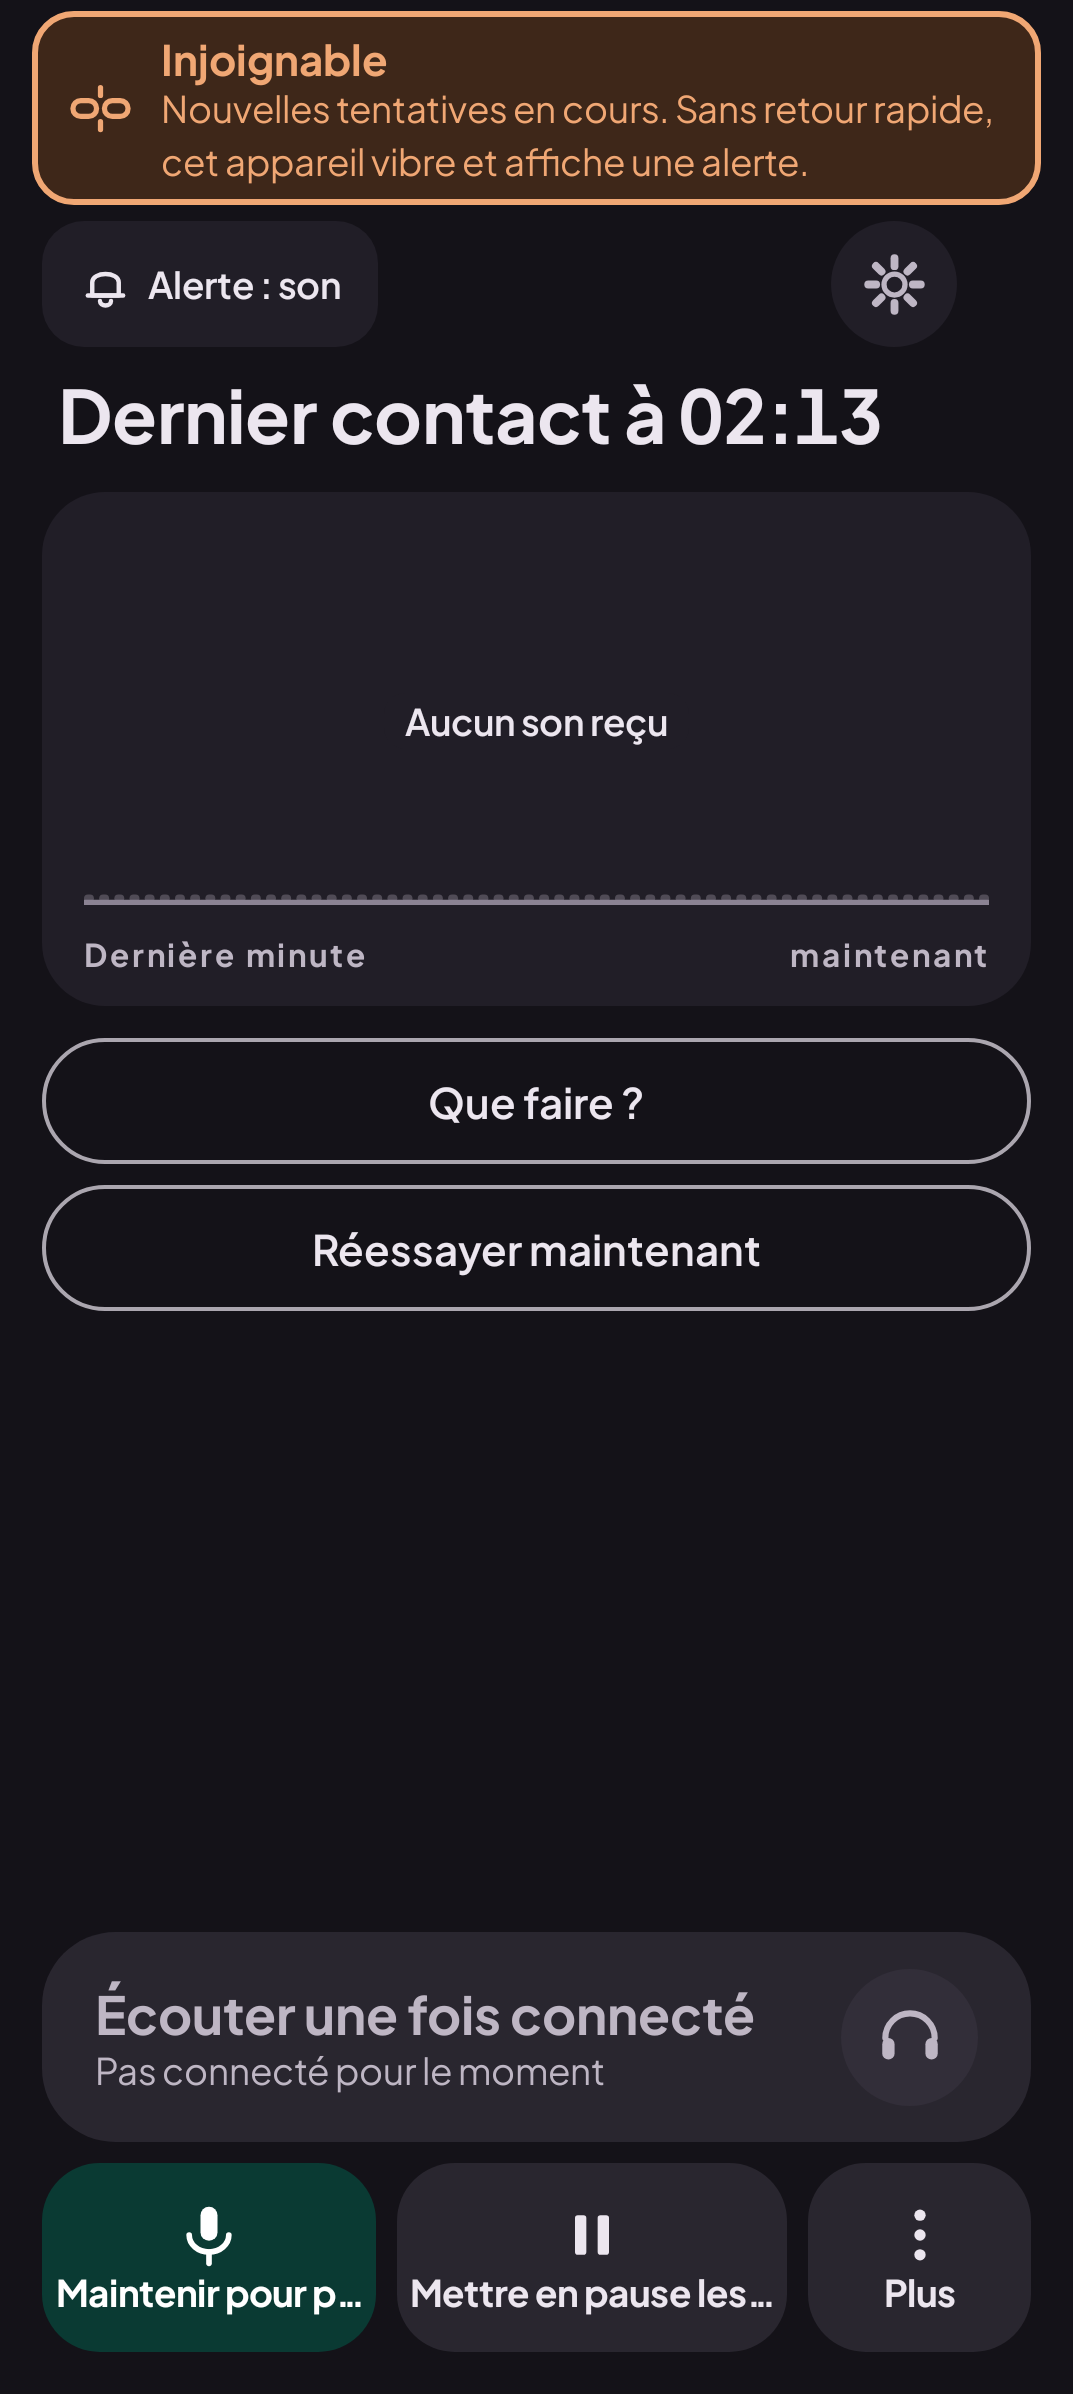 Injoignable
Nouvelles tentatives en cours. Sans retour rapide,
cet appareil vibre et affiche une alerte.
Alerte : son
Dernier contact à 02:13
Aucun son reçu
Dernière minute
maintenant
Que faire ?
Réessayer maintenant
Écouter une fois connecté
Pas connecté pour le moment
Maintenir pour p…
Mettre en pause les…
Plus